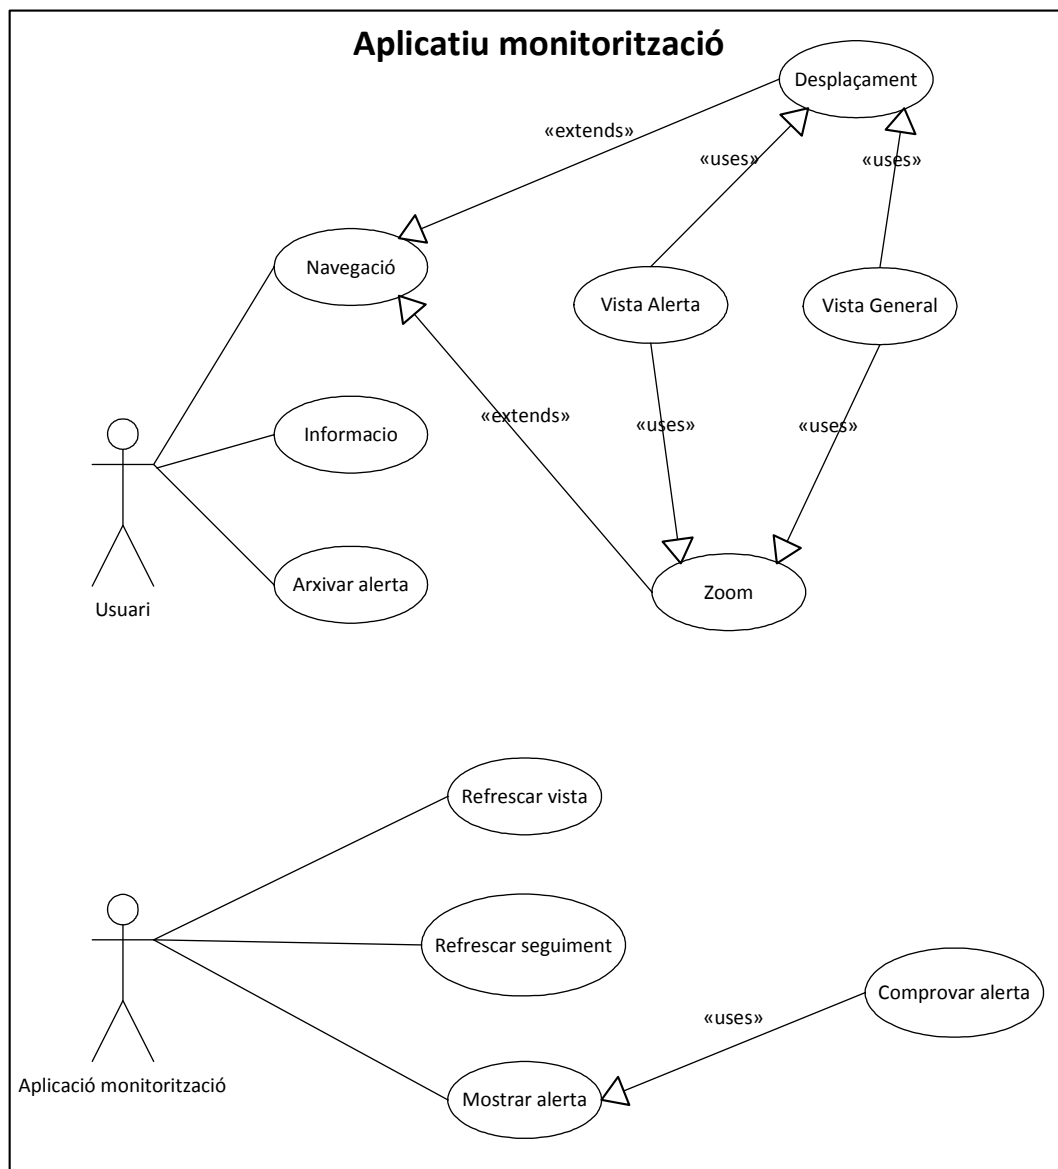 Aplicatiu monitorització
Desplaçament
«extends»
«uses»
«uses»
Navegació
Vista Alerta
Vista General
«extends»
«uses»
«uses»
Informacio
Arxivar alerta
Zoom
Usuari
Refrescar vista
Refrescar seguiment
Comprovar alerta
«uses»
Aplicació monitorització
Mostrar alerta